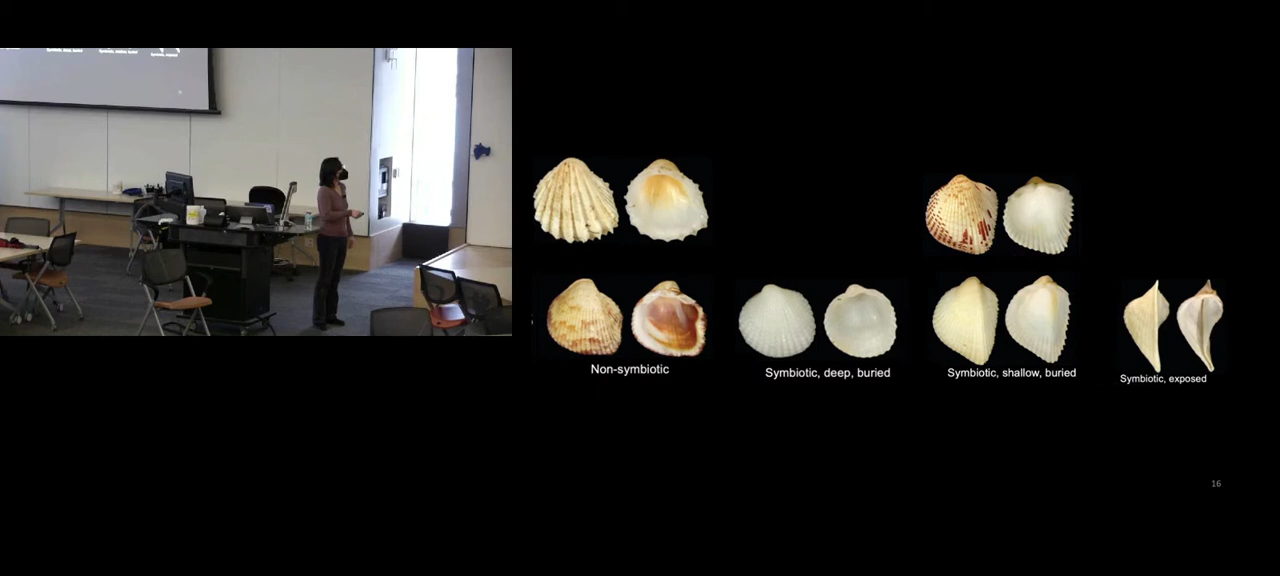 Non-symbiotic
Symbiotic, deep, buried
Symbiotic, shallow, buried
Symbiotic, exposed
16